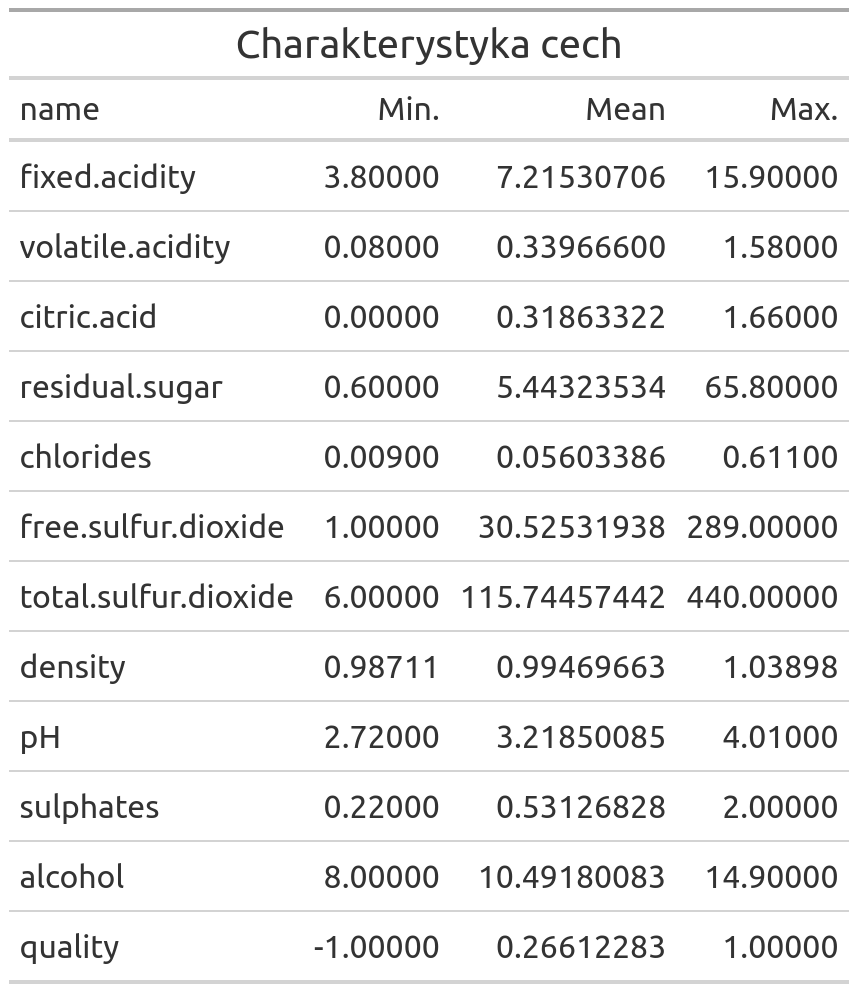 Charakterystyka cech
name Min. Mean Max.
fixed.acidity 3.80000 7.21530706 15.90000
volatile.acidity 0.08000 0.33966600 1.58000
citric.acid 0.00000 0.31863322 1.66000
residual.sugar 0.60000 5.44323534 65.80000
chlorides 0.00900 0.05603386 0.61100
free.sulfur.dioxide 1.00000 30.52531938 289.00000
total.sulfur.dioxide 6.00000 115.74457442 440.00000
density 0.98711 0.99469663 1.03898
pH 2.72000 3.21850085 4.01000
sulphates 0.22000 0.53126828 2.00000
alcohol 8.00000 10.49180083 14.90000
quality -1.00000 0.26612283 1.00000